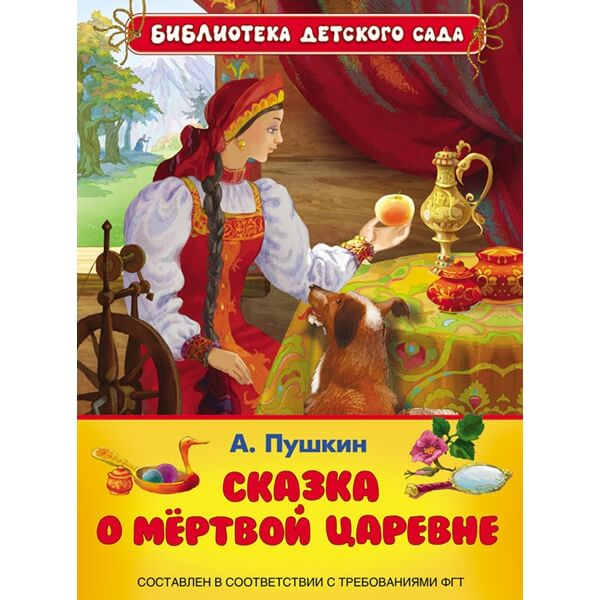 БИБЛИОТЕКА ДЕТСКОГО САДА
А. Пушкин
СКАЗКА
О МЁРТВОЙ ЦАРЕВНЕ
СОСТАВЛЕН В СООТВЕТСТВИИ С ТРЕБОВАНИЯМИ ФГТ